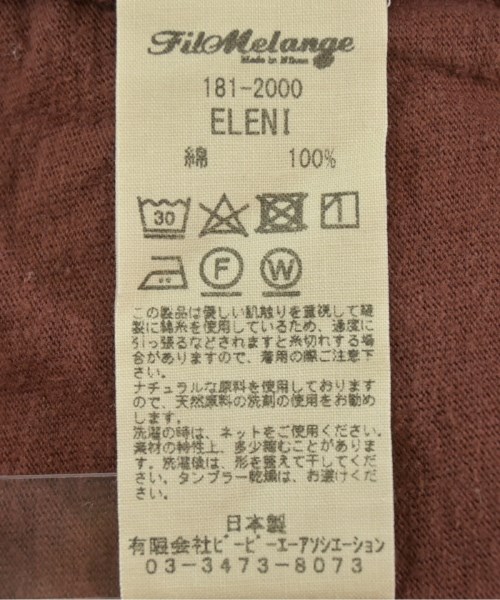 FilMelange
Made in Nihon
181-2000
ELENI
綿 100%
30
F W
この製品は優しい肌触りを重視して縫
製に綿糸を使用しているため、過度に
引っ張るなどされますと糸切れする場
合がありますので、着用の際ご注意下
さい。
ナチュラルな原料を使用しております
ので、天然原料の洗剤の使用をお勧め
します。
洗濯の時は、ネットをご使用ください。
素材の特性上、多少縮むことがありま
す。洗濯後は、形を整えて干してくだ
さい。タンブラー乾燥は、お避けくだ
さい。
日本製
有限会社ビービーエーアソシエーション
03-3473-8073